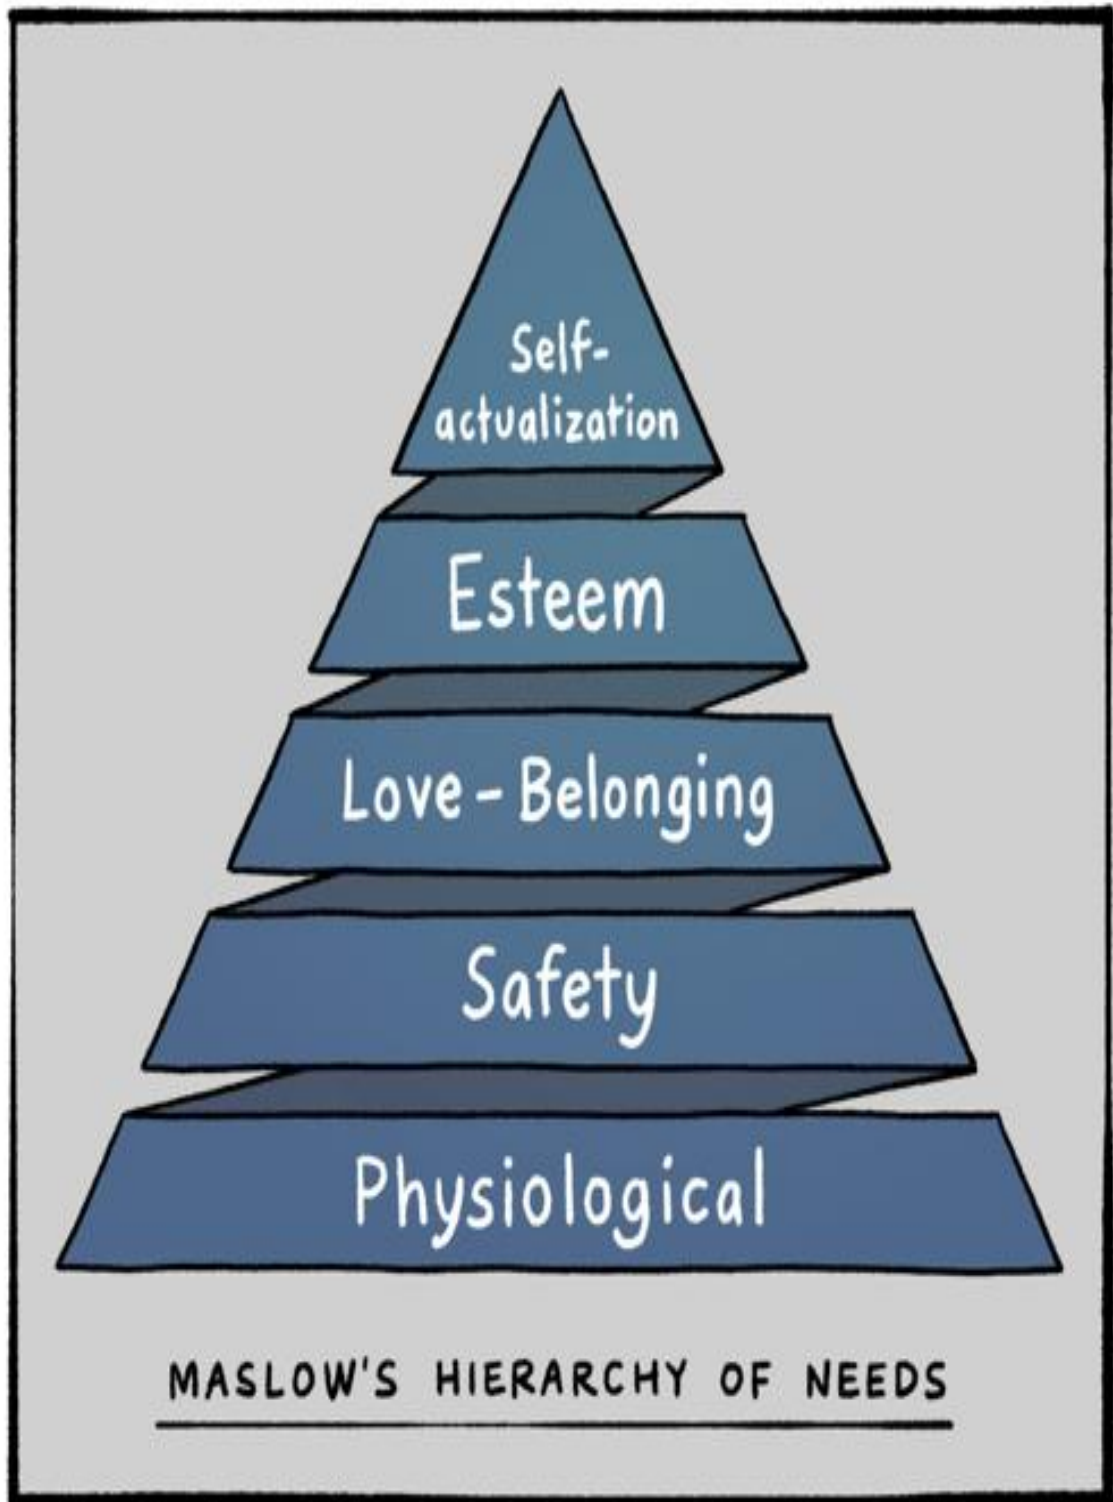 Self-
actualization
Esteem
Love - Belonging
Safety
Physiological
MASLOW'S HIERARCHY OF NEEDS